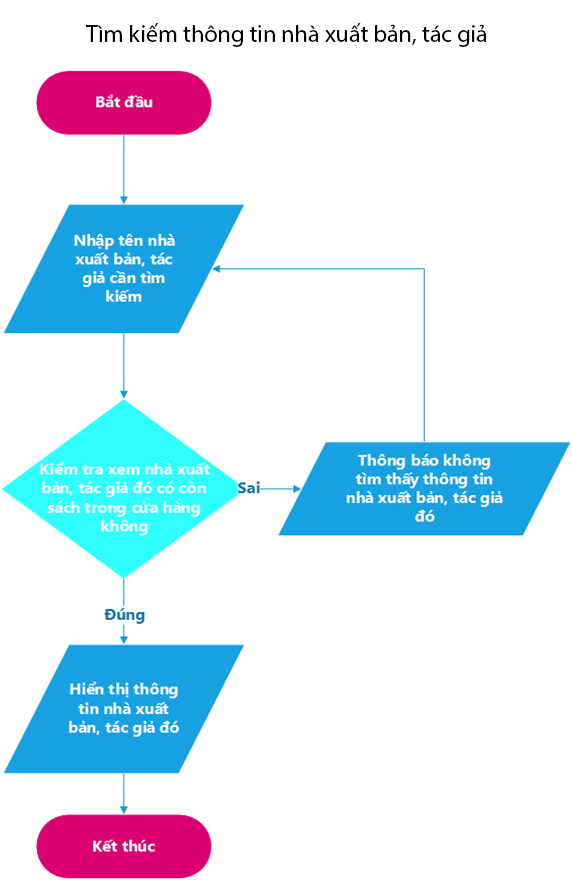 Tìm kiếm thông tin nhà xuất bản, tác giả
Bắt đầu
Nhập tên nhà
xuất bản, tác
giả cần tìm
kiếm
Kiểm tra xem nhà xuất
bản, tác giả đó có còn
sách trong cửa hàng
không
Sai
Thông báo không
tìm thấy thông tin
nhà xuất bản, tác giả
đó
Đúng
Hiển thị thông
tin nhà xuất
bản, tác giả đó
Kết thúc